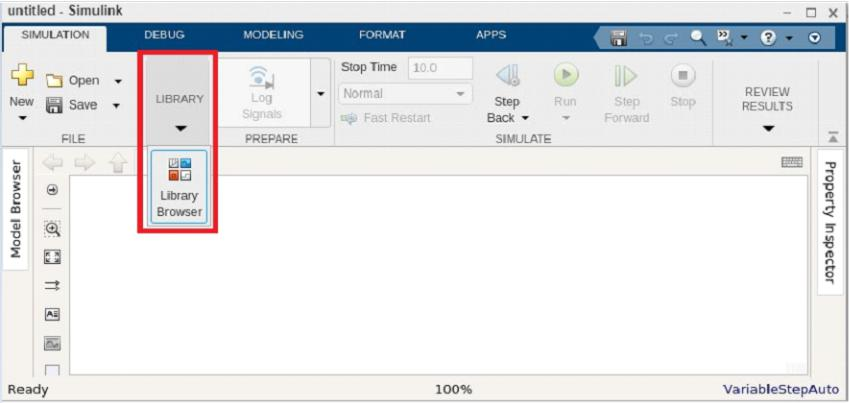 untitled - Simulink
SIMULATION DEBUG MODELING FORMAT APPS
New
Open
Save
FILE
LIBRARY
Library
Browser
Log
Signals
PREPARE
Stop Time 10.0
Normal
Fast Restart
Step
Back
Run
Step
Forward
Stop
SIMULATE
REVIEW
RESULTS
Model Browser
Property Inspector
Ready 100% VariableStepAuto